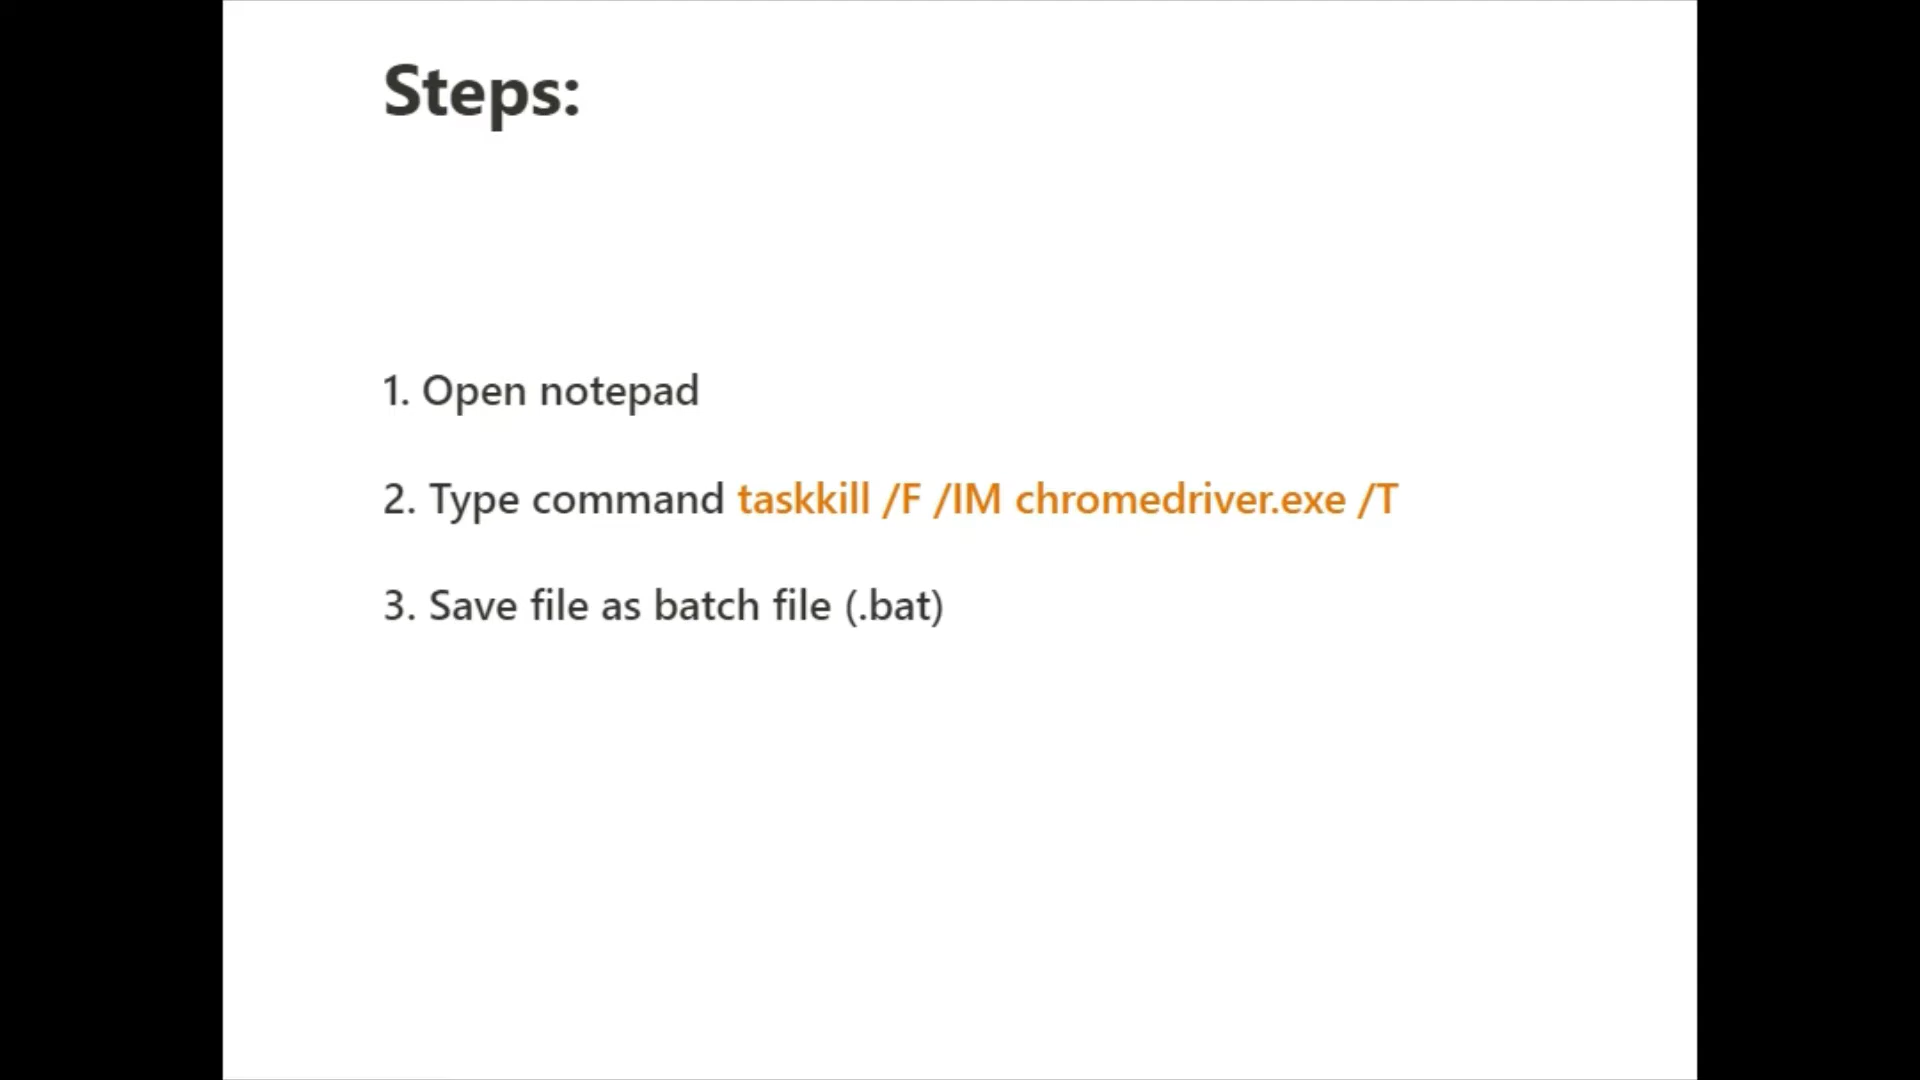 Steps:
1. Open notepad
2. Type command taskkill /F /IM chromedriver.exe /T
3. Save file as batch file (.bat)